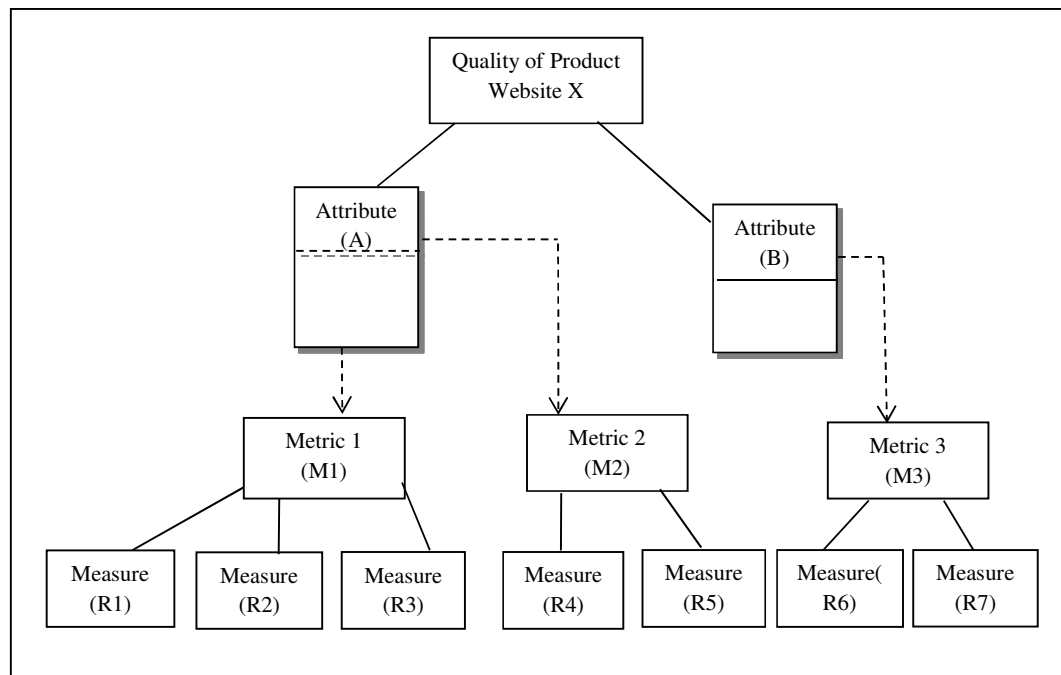 Quality of Product
Website X
Attribute
(A)
Attribute
(B)
Metric 1
(M1)
Metric 2
(M2)
Metric 3
(M3)
Measure
(R1)
Measure
(R2)
Measure
(R3)
Measure
(R4)
Measure
(R5)
Measure(
R6)
Measure
(R7)